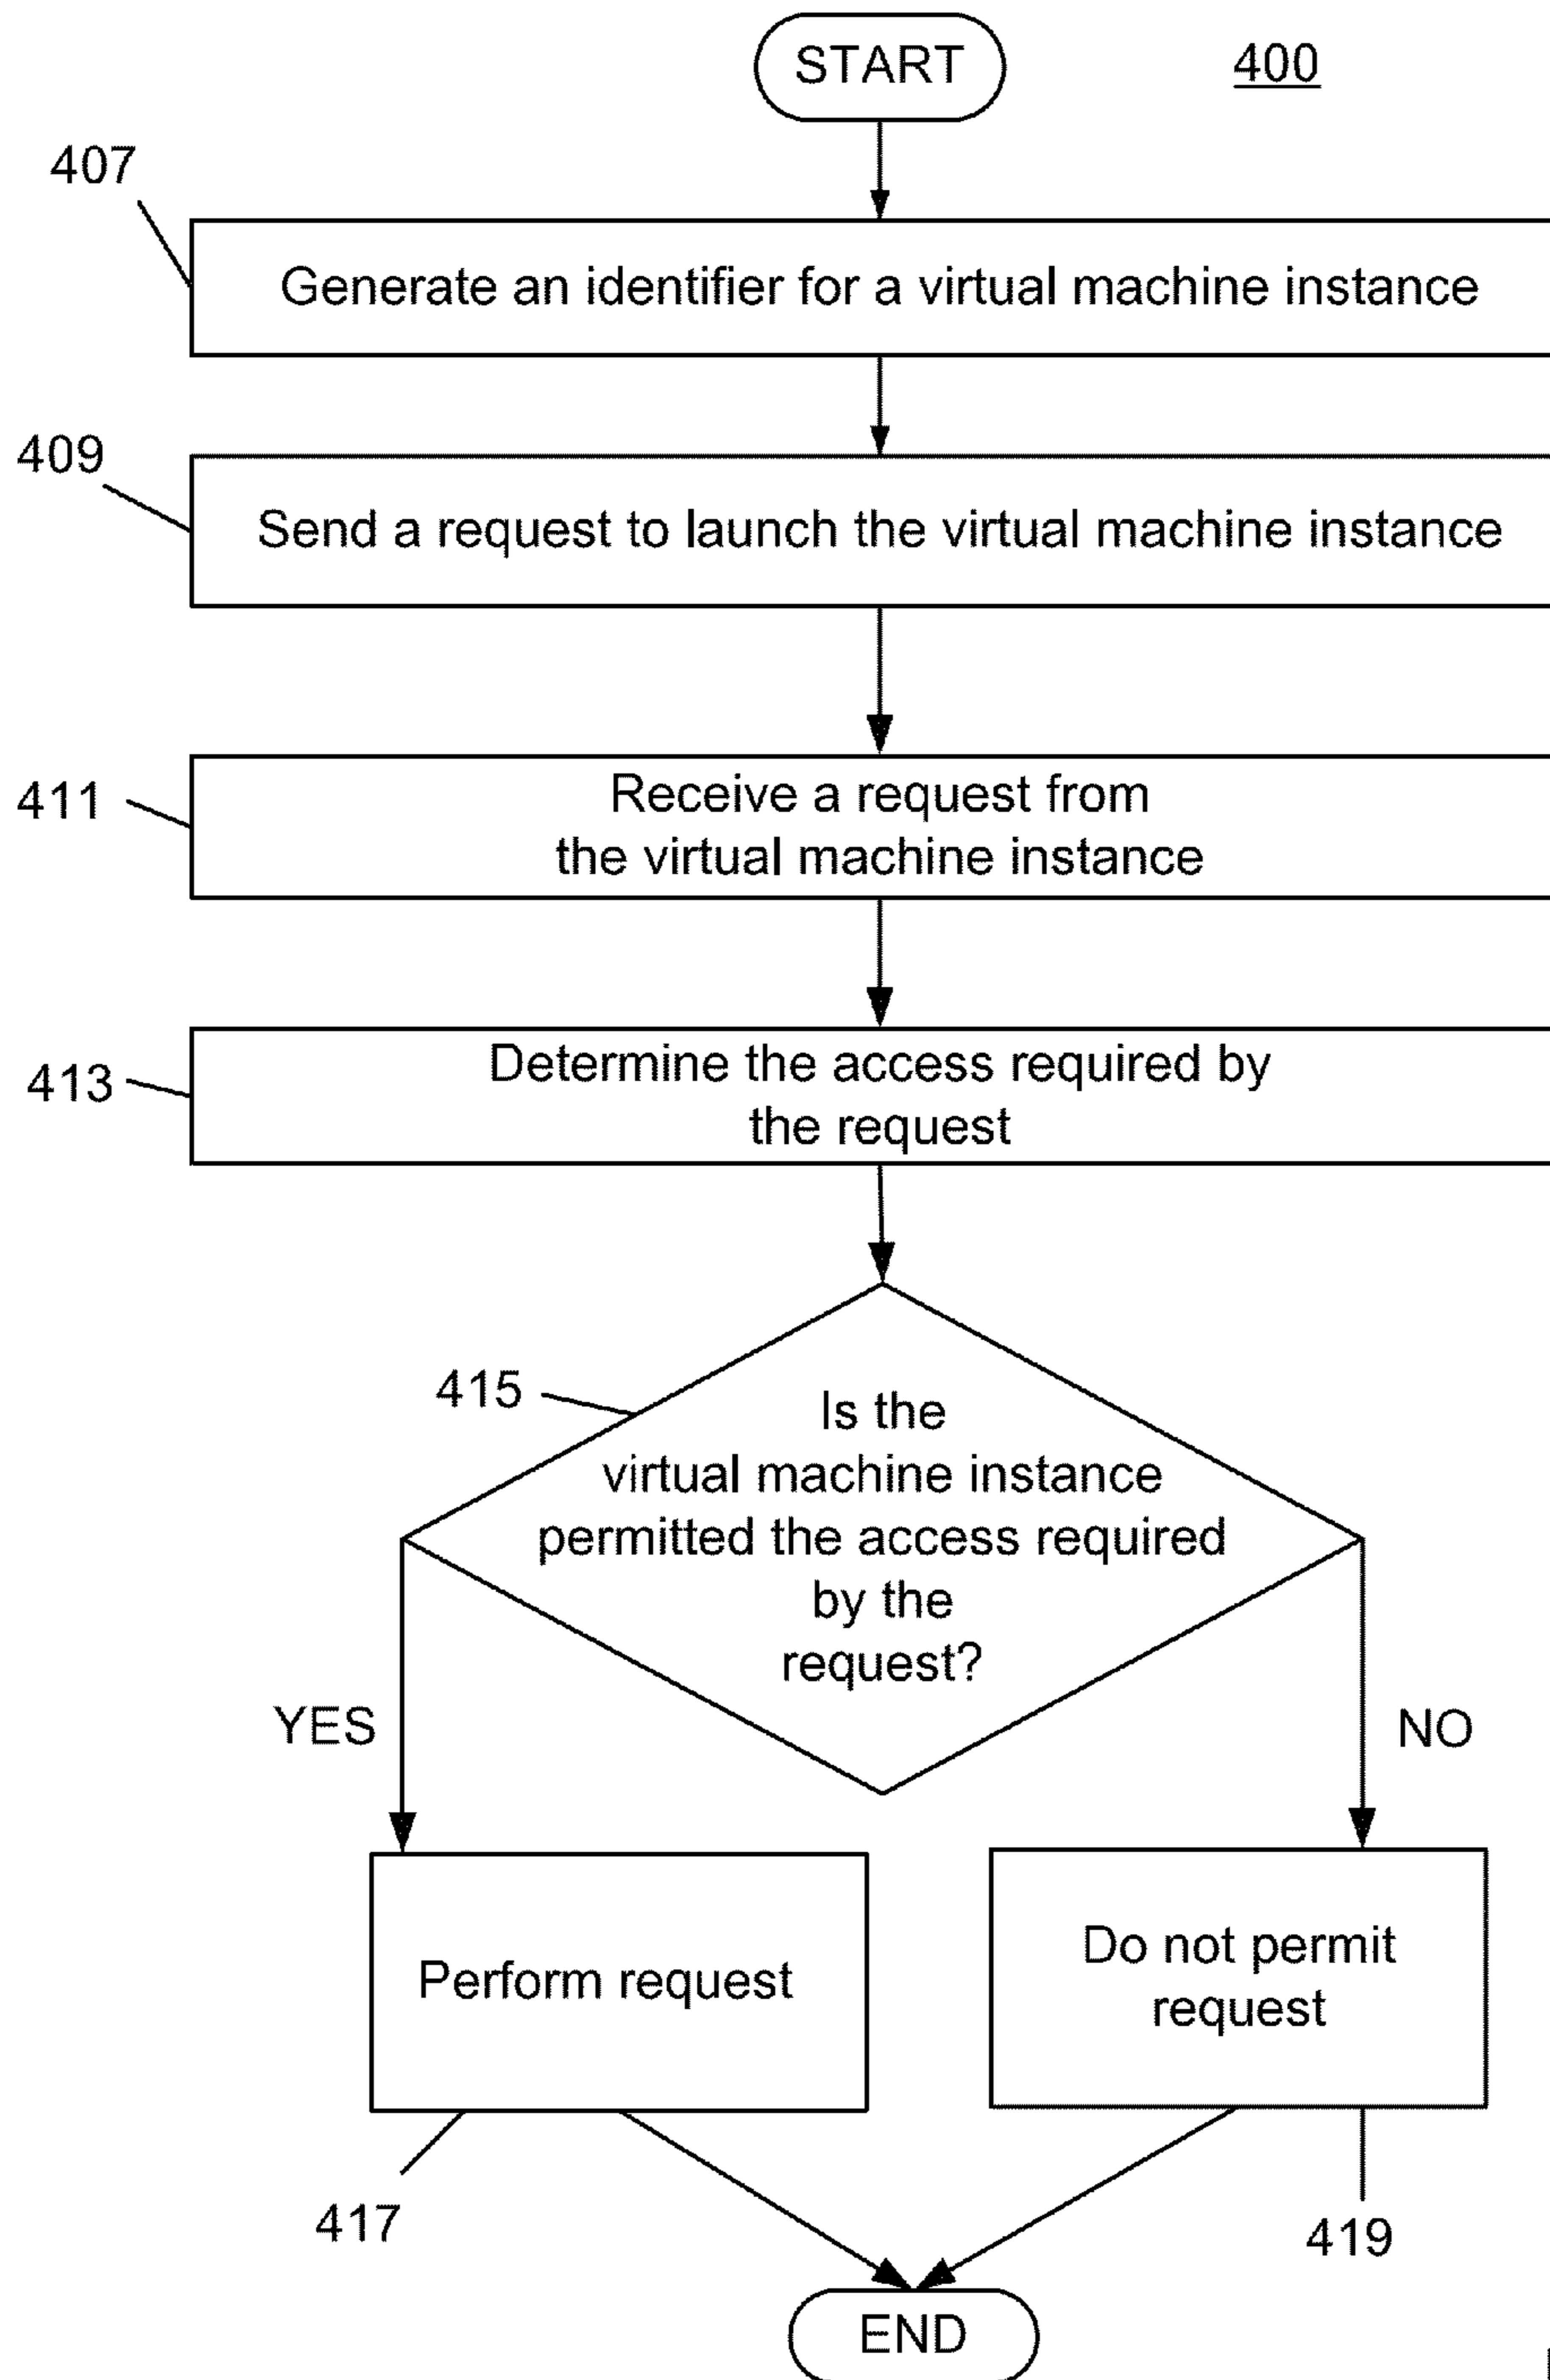 START
400
407
Generate an identifier for a virtual machine instance
409
Send a request to launch the virtual machine instance
411
Receive a request from
the virtual machine instance
413
Determine the access required by
the request
415
Is the
virtual machine instance
permitted the access required
by the
request?
YES
NO
Perform request
Do not permit
request
417
419
END